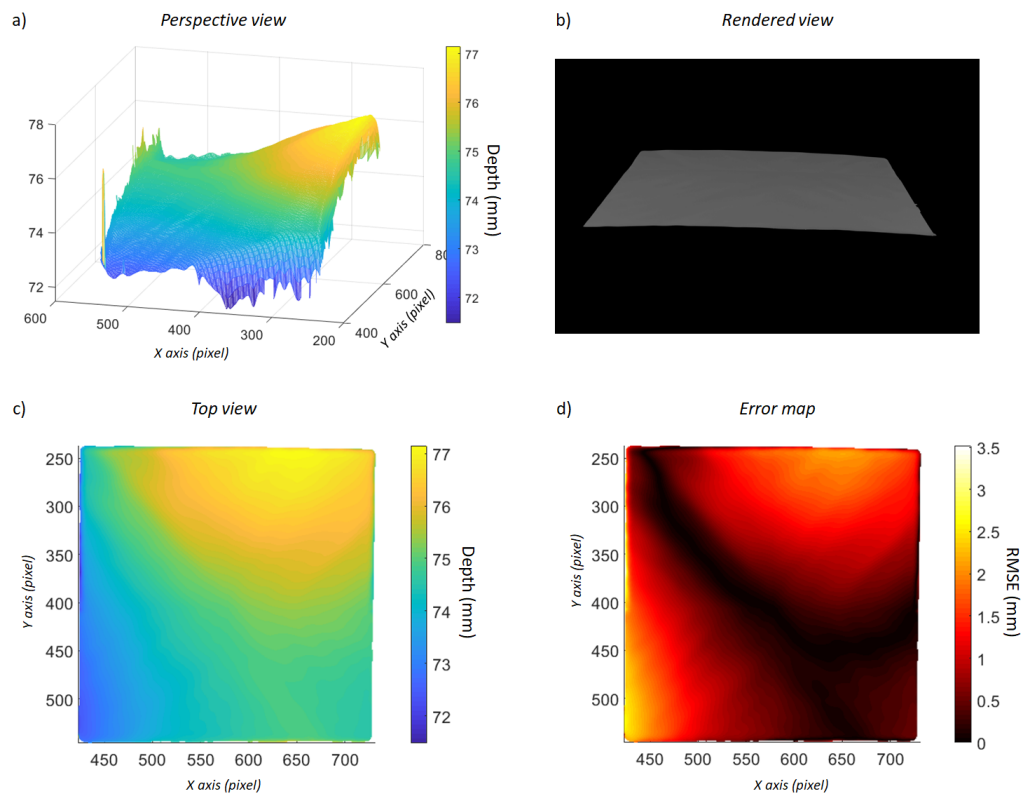 a) Perspective view
b) Rendered view
78
76
74
72
600
500
400
300
200
400
600
80
X axis (pixel)
Y axis (pixel)
77
76
75
74
73
72
Depth (mm)
c) Top view
250
300
350
400
450
500
Y axis (pixel)
450 500 550 600 650 700
X axis (pixel)
77
76
75
74
73
72
Depth (mm)
d) Error map
250
300
350
400
450
500
Y axis (pixel)
450 500 550 600 650 700
X axis (pixel)
3.5
3
2.5
2
1.5
1
0.5
0
RMSE (mm)